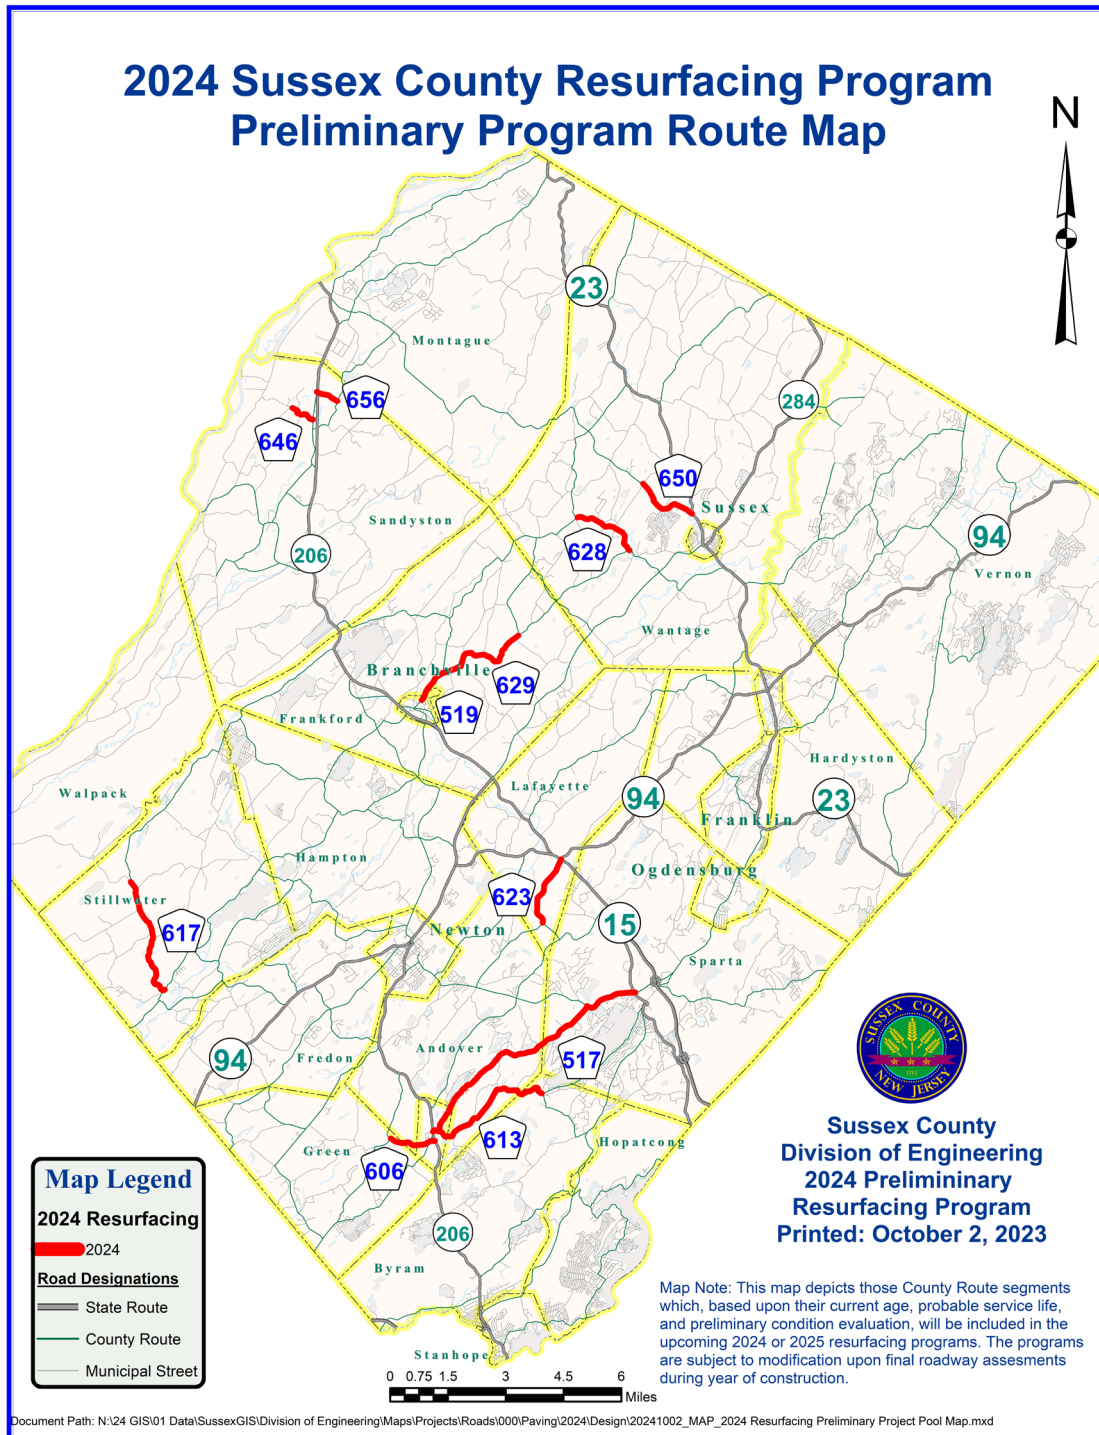 2024 Sussex County Resurfacing Program
Preliminary Program Route Map
N
23
Montague
656
284
646
650
Sussex
Sandyston
94
206
628
Vernon
Wantage
Branchville
629
519
Frankford
Hardyston
Lafayette
Walpack
94
23
Franklin
Hampton
Ogdensburg
Stillwater
623
617
15
Newton
Sparta
SUSSEX COUNTY
1753
NEW JERSEY
Andover
94
Fredon
517
Sussex County
Division of Engineering
2024 Prelimininary
Resurfacing Program
Printed: October 2, 2023
613
Hopatcong
Green
606
Map Legend
2024 Resurfacing
2024
Road Designations
State Route
County Route
Municipal Street
206
Byram
Stanhope
Map Note: This map depicts those County Route segments
which, based upon their current age, probable service life,
and preliminary condition evaluation, will be included in the
upcoming 2024 or 2025 resurfacing programs. The programs
are subject to modification upon final roadway assesments
during year of construction.
0 0.75 1.5 3 4.5 6
Miles
Document Path: N:\24 GIS\01 Data\SussexGIS\Division of Engineering\Maps\Projects\Roads\000\Paving\2024\Design\20241002_MAP_2024 Resurfacing Preliminary Project Pool Map.mxd